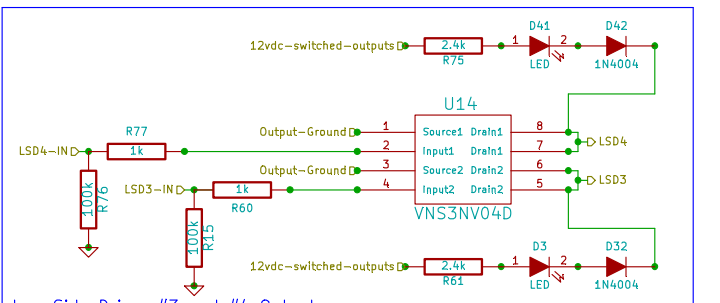 D41
D42
12vdc-switched-outputs
2.4k
1
2
R75
LED
1N4004
U14
R77
Output-Ground
1
Source1
Drain1
8
LSD4-IN
1k
2
Input1
Drain1
7
LSD4
Output-Ground
3
Source2
Drain2
6
LSD3
100k
R76
LSD3-IN
1k
4
Input2
Drain2
5
R60
VNS3NV04D
100k
R15
D3
D32
12vdc-switched-outputs
2.4k
1
2
R61
LED
1N4004